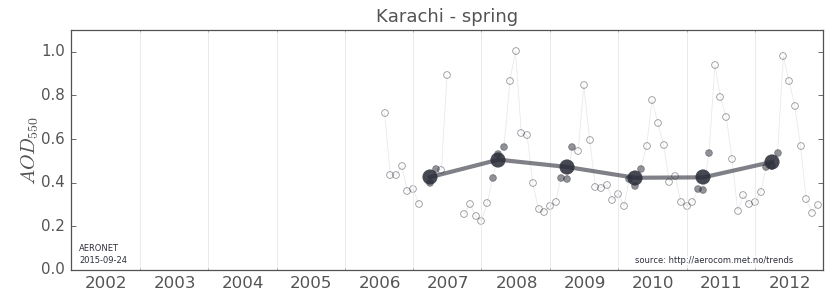 Karachi - spring
1.0
0.8
0.6
0.4
0.2
0.0
AOD550
AERONET
2015-09-24
source: http://aerocom.met.no/trends
2002 2003 2004 2005 2006 2007 2008 2009 2010 2011 2012